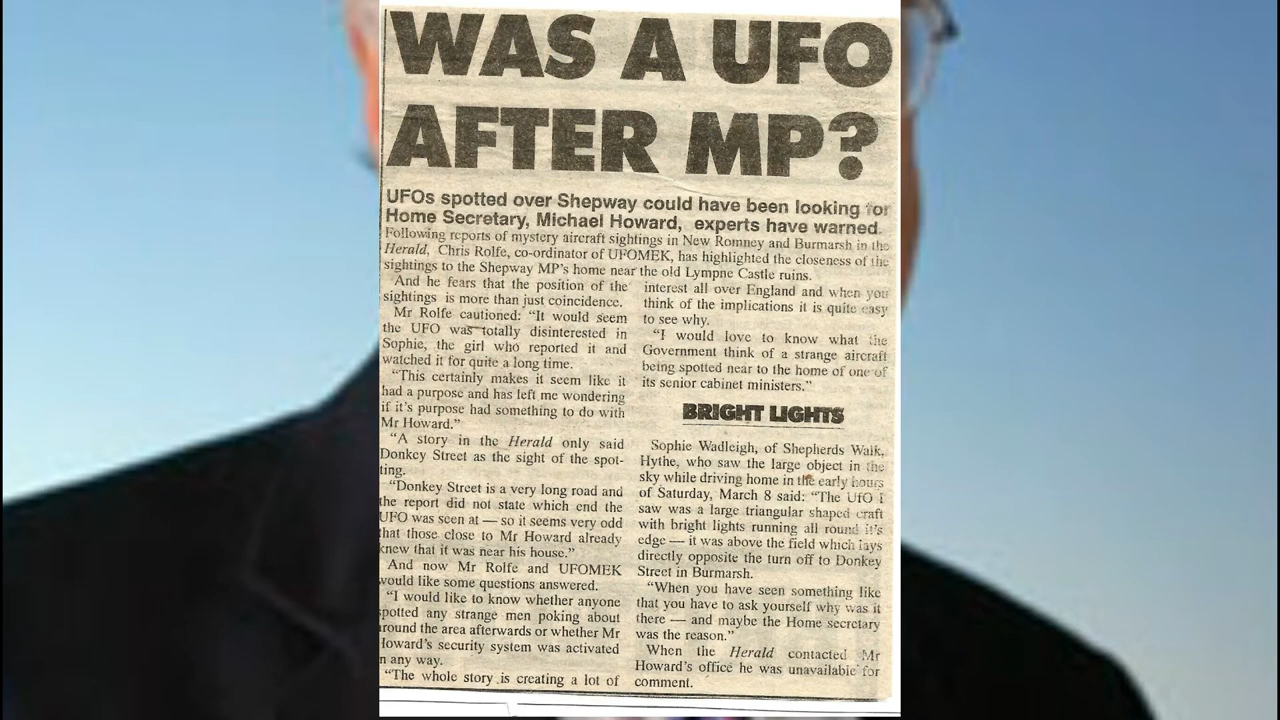 WAS A UFO
AFTER MP?
UFOs spotted over Shepway could have been looking for
Home Secretary, Michael Howard, experts have warned.
Following reports of mystery aircraft sightings in New Romney and Burmarsh in the
Herald, Chris Rolfe, co-ordinator of UFOMEK, has highlighted the closeness of the
sightings to the Shepway MP's home near the old Lympne Castle ruins.
And he fears that the position of the
sightings is more than just coincidence.
Mr Rolfe cautioned: “It would seem
the UFO was totally disinterested in
Sophie, the girl who reported it and
watched it for quite a long time.
“This certainly makes it seem like it
had a purpose and has left me wondering
if it's purpose had something to do with
Mr Howard.”
“A story in the Herald only said
Donkey Street as the sight of the spot-
ting.
“Donkey Street is a very long road and
the report did not state which end the
UFO was seen at — so it seems very odd
that those close to Mr Howard already
knew that it was near his house.”
And now Mr Rolfe and UFOMEK
would like some questions answered.
“I would like to know whether anyone
spotted any strange men poking about
around the area afterwards or whether Mr
Howard's security system was activated
in any way.
“The whole story is creating a lot of
interest all over England and when you
think of the implications it is quite easy
to see why.
“I would love to know what the
Government think of a strange aircraft
being spotted near to the home of one of
its senior cabinet ministers.”
BRIGHT LIGHTS
Sophie Wadleigh, of Shepherds Walk,
Hythe, who saw the large object in the
sky while driving home in the early hours
of Saturday, March 8 said: “The UfO I
saw was a large triangular shaped craft
with bright lights running all round it's
edge — it was above the field which lays
directly opposite the turn off to Donkey
Street in Burmarsh.
“When you have seen something like
that you have to ask yourself why was it
there — and maybe the Home secretary
was the reason.”
When the Herald contacted Mr
Howard's office he was unavailable for
comment.